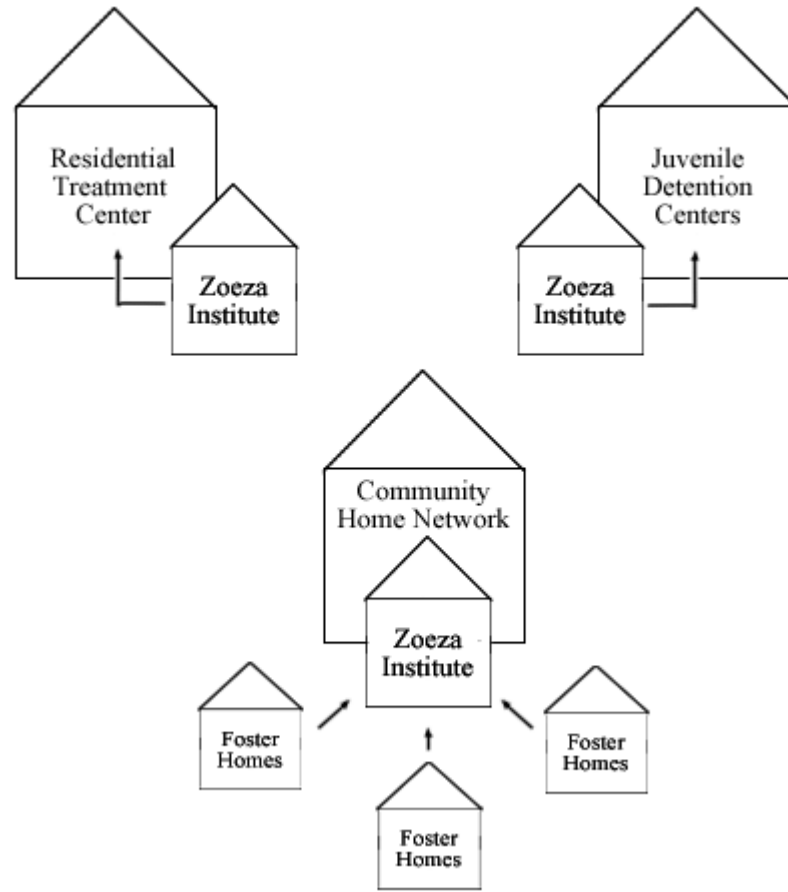 Residential
Treatment
Center
Zoeza
Institute
Juvenile
Detention
Centers
Zoeza
Institute
Community
Home Network
Zoeza
Institute
Foster
Homes
Foster
Homes
Foster
Homes